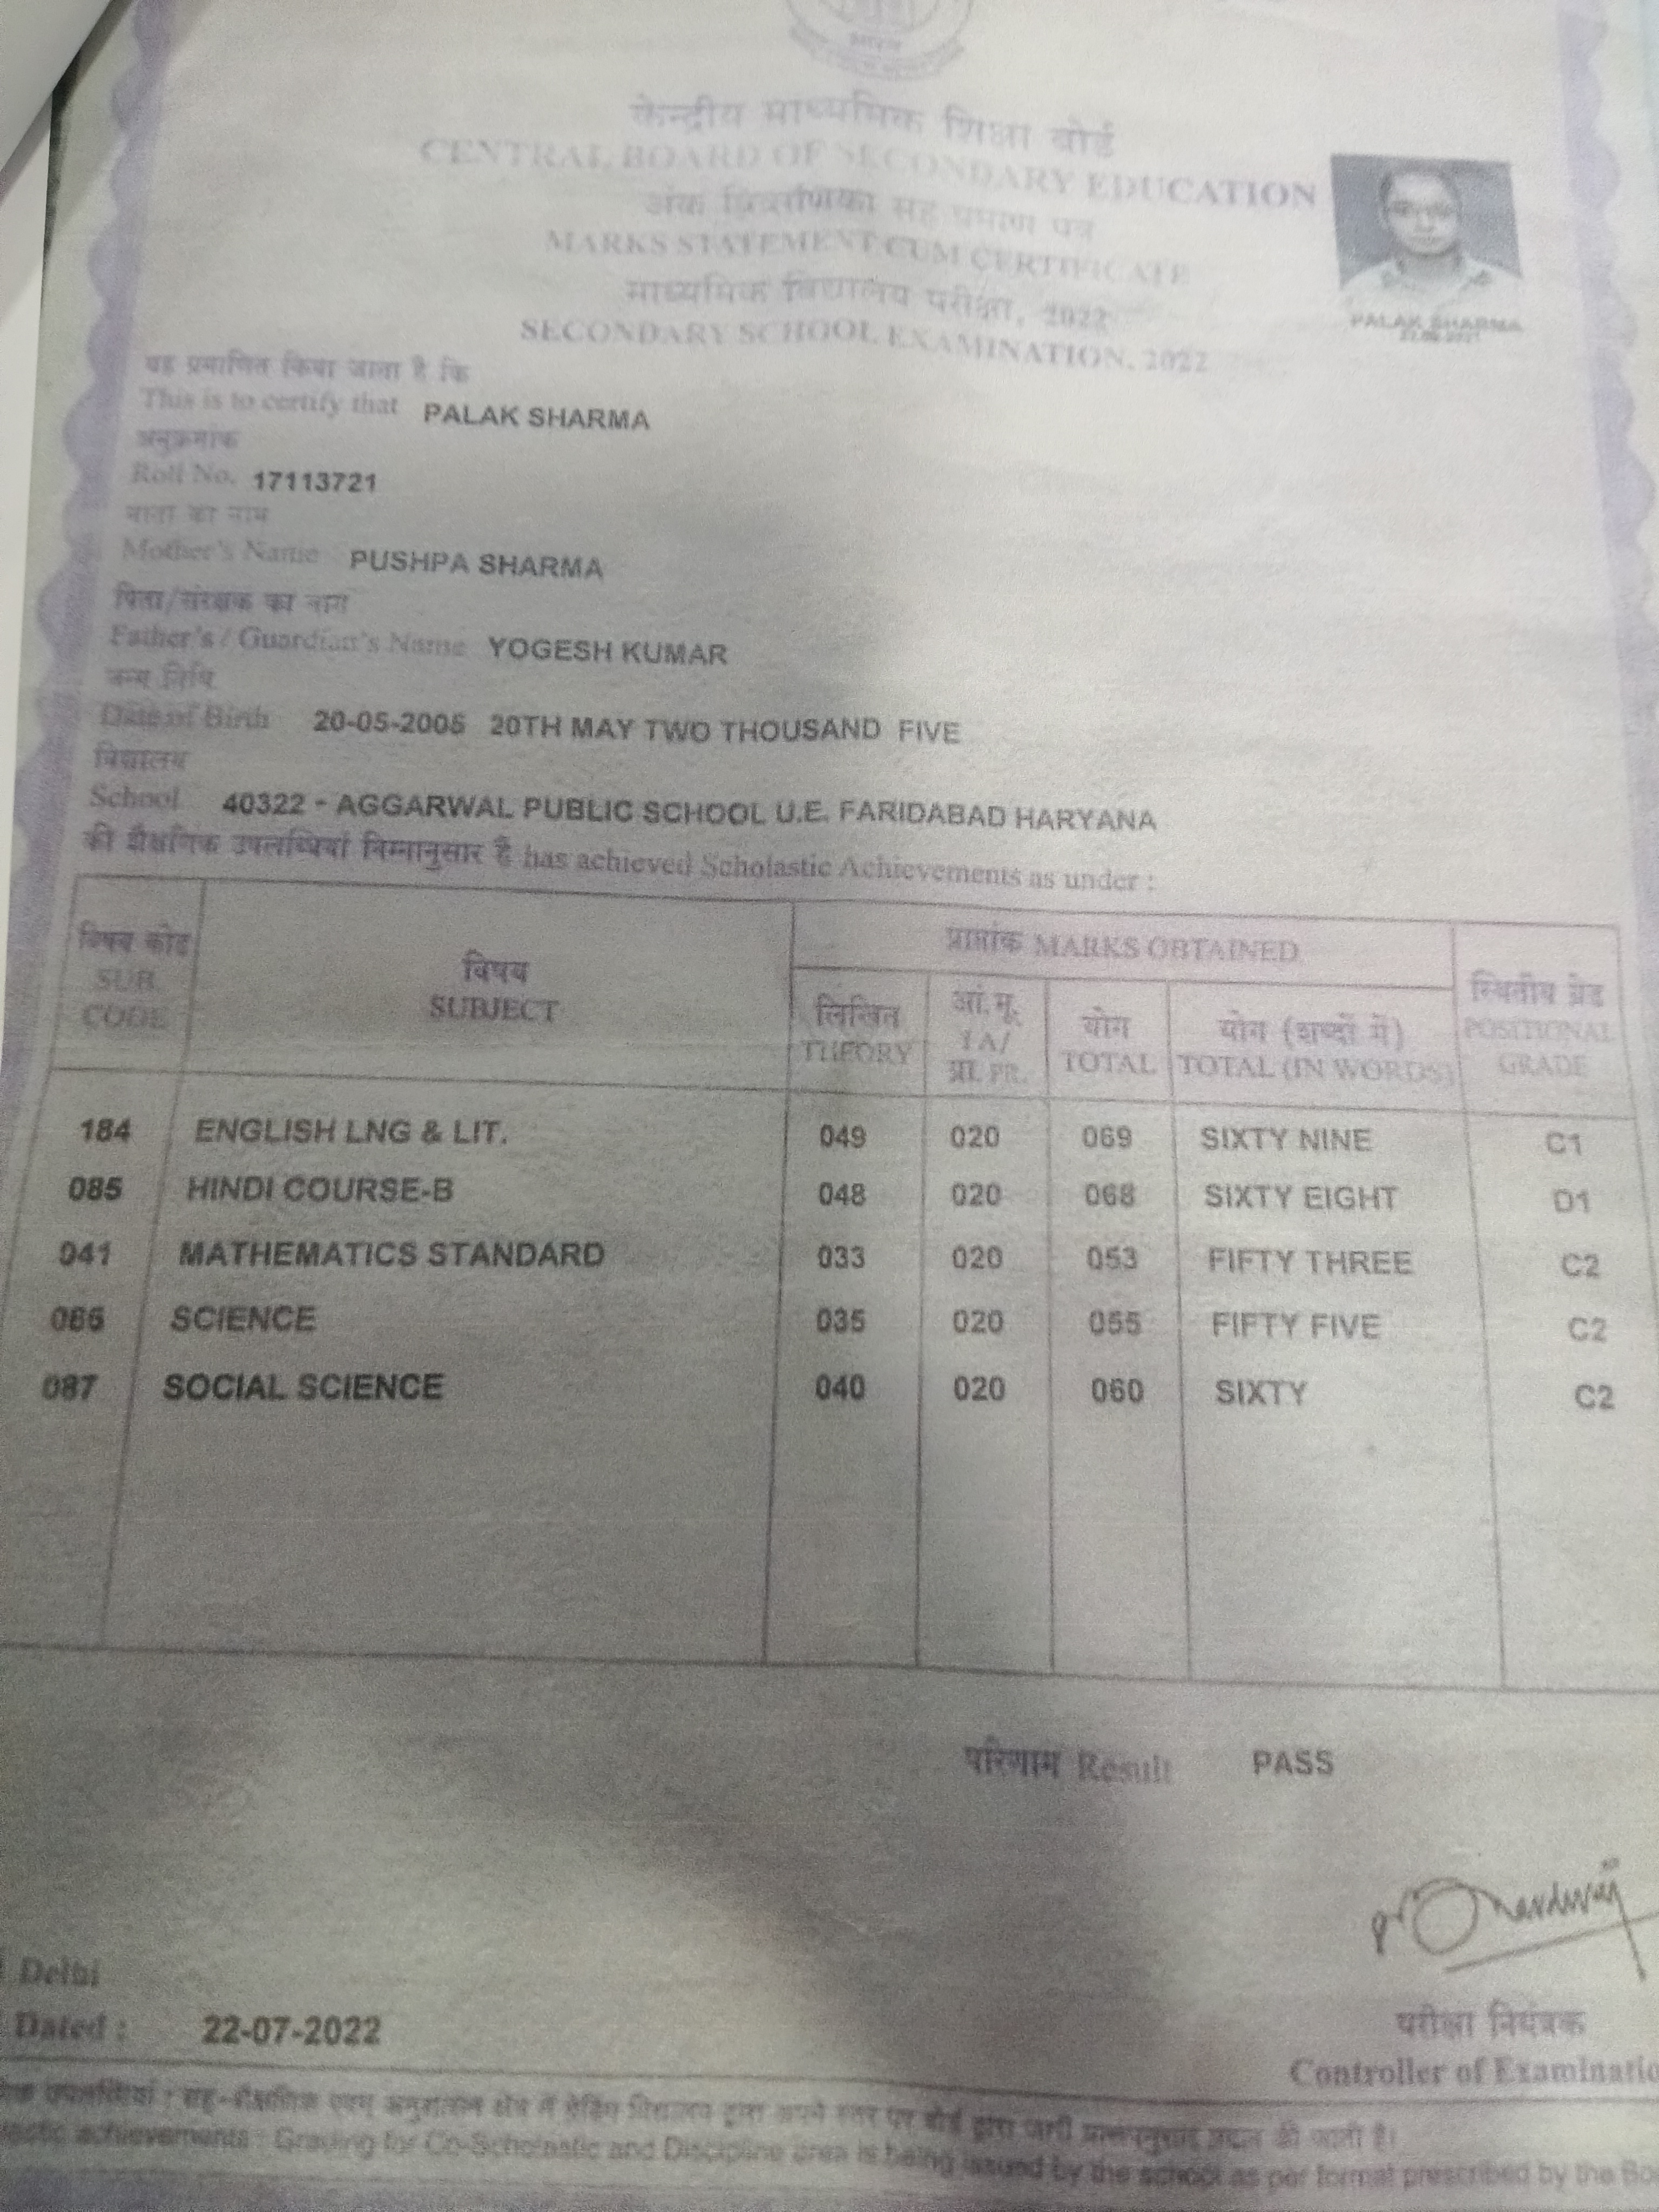 भारत
केन्द्रीय माध्यमिक शिक्षा बोर्ड
CENTRAL BOARD OF SECONDARY EDUCATION
अंक विवरणिका सह प्रमाण पत्र
MARKS STATEMENT CUM CERTIFICATE
माध्यमिक विद्यालय परीक्षा, 2022
SECONDARY SCHOOL EXAMINATION, 2022
PALAK SHARMA
यह प्रमाणित किया जाता है कि
This is to certify that PALAK SHARMA
अनुक्रमांक
Roll No. 17113721
माता का नाम
Mother's Name PUSHPA SHARMA
पिता/संरक्षक का नाम
Father's / Guardian's Name YOGESH KUMAR
जन्म तिथि
Date of Birth 20-05-2005 20TH MAY TWO THOUSAND FIVE
विद्यालय
School 40322 - AGGARWAL PUBLIC SCHOOL U.E. FARIDABAD HARYANA
की शैक्षणिक उपलब्धियां निम्नानुसार है has achieved Scholastic Achievements as under :
विषय कोड SUB. CODE
विषय SUBJECT
प्राप्तांक MARKS OBTAINED
लिखित THEORY
आं.मू. IA/ प्रा. PR.
योग TOTAL
योग (शब्दों में) TOTAL (IN WORDS)
स्थितीय ग्रेड POSITIONAL GRADE
184 ENGLISH LNG & LIT. 049 020 069 SIXTY NINE C1
085 HINDI COURSE-B 048 020 068 SIXTY EIGHT D1
041 MATHEMATICS STANDARD 033 020 053 FIFTY THREE C2
086 SCIENCE 035 020 055 FIFTY FIVE C2
087 SOCIAL SCIENCE 040 020 060 SIXTY C2
परिणाम Result PASS
Delhi
Dated : 22-07-2022
परीक्षा नियंत्रक
Controller of Examinatio
सह-शैक्षणिक एवम् अनुशासन क्षेत्र में ग्रेडिंग विद्यालय द्वारा अपने स्तर पर बोर्ड द्वारा जारी प्रारूपानुसार प्रदान की जाती है।
achievements : Grading for Co-Scholastic and Discipline area is being issued by the school as per format prescribed by the Bo